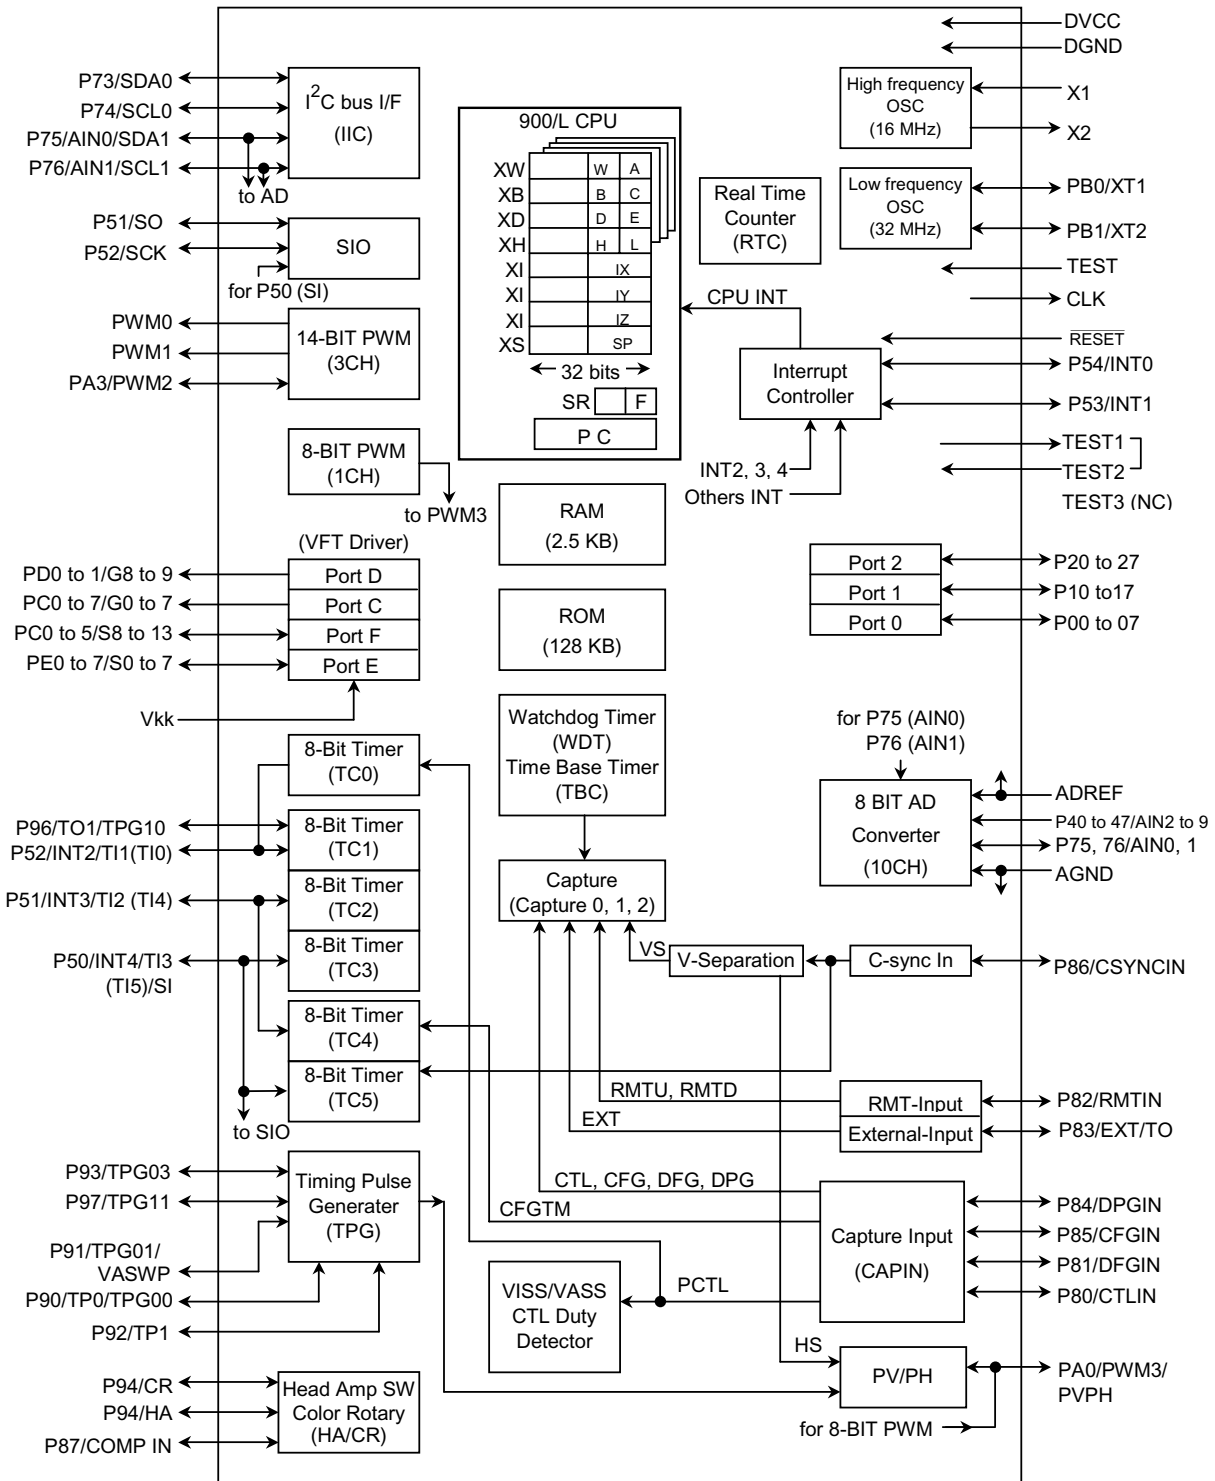 DVCC
DGND
P73/SDA0
P74/SCL0
P75/AIN0/SDA1
P76/AIN1/SCL1
I2C bus I/F
(IIC)
to AD
P51/SO
P52/SCK
SIO
for P50 (SI)
PWM0
PWM1
PA3/PWM2
14-BIT PWM
(3CH)
8-BIT PWM
(1CH)
to PWM3
900/L CPU
XW W A
XB B C
XD D E
XH H L
XI IX
XI IY
XI IZ
XS SP
32 bits
SR F
P C
Real Time
Counter
(RTC)
High frequency
OSC
(16 MHz)
X1
X2
Low frequency
OSC
(32 MHz)
PB0/XT1
PB1/XT2
TEST
CLK
CPU INT
RESET
Interrupt
Controller
P54/INT0
P53/INT1
INT2, 3, 4
Others INT
TEST1
TEST2
TEST3 (NC)
RAM
(2.5 KB)
ROM
(128 KB)
(VFT Driver)
PD0 to 1/G8 to 9
PC0 to 7/G0 to 7
PC0 to 5/S8 to 13
PE0 to 7/S0 to 7
Port D
Port C
Port F
Port E
Vkk
Port 2
Port 1
Port 0
P20 to 27
P10 to17
P00 to 07
Watchdog Timer
(WDT)
Time Base Timer
(TBC)
for P75 (AIN0)
P76 (AIN1)
8 BIT AD
Converter
(10CH)
ADREF
P40 to 47/AIN2 to 9
P75, 76/AIN0, 1
AGND
8-Bit Timer
(TC0)
P96/TO1/TPG10
P52/INT2/TI1(TI0)
8-Bit Timer
(TC1)
P51/INT3/TI2 (TI4)
8-Bit Timer
(TC2)
P50/INT4/TI3
(TI5)/SI
8-Bit Timer
(TC3)
8-Bit Timer
(TC4)
8-Bit Timer
(TC5)
to SIO
Capture
(Capture 0, 1, 2)
VS
V-Separation
C-sync In
P86/CSYNCIN
RMTU, RMTD
EXT
RMT-Input
External-Input
P82/RMTIN
P83/EXT/TO
P93/TPG03
P97/TPG11
P91/TPG01/
VASWP
P90/TP0/TPG00
P92/TP1
Timing Pulse
Generater
(TPG)
CTL, CFG, DFG, DPG
CFGTM
Capture Input
(CAPIN)
P84/DPGIN
P85/CFGIN
P81/DFGIN
P80/CTLIN
VISS/VASS
CTL Duty
Detector
PCTL
HS
PV/PH
PA0/PWM3/
PVPH
for 8-BIT PWM
P94/CR
P94/HA
P87/COMP IN
Head Amp SW
Color Rotary
(HA/CR)